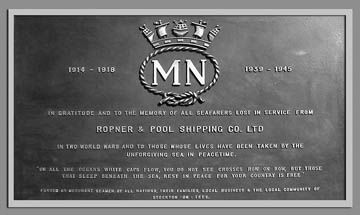 1914 - 1918 MN 1939 - 1945
IN GRATITUDE AND TO THE MEMORY OF ALL SEAFARERS LOST IN SERVICE FROM
ROPNER & POOL SHIPPING CO. LTD
IN TWO WORLD WARS AND TO THOSE WHOSE LIVES HAVE BEEN TAKEN BY THE
UNFORGIVING SEA IN PEACETIME.
"ON ALL THE OCEANS WHITE CAPS FLOW, YOU DO NOT SEE CROSSES ROW ON ROW, BUT THOSE
THAT SLEEP BENEATH THE SEA, REST IN PEACE FOR YOUR COUNTRY IS FREE"
FUNDED BY MONUMENT SEAMEN OF ALL NATIONS, THEIR FAMILIES, LOCAL BUSINESS & THE LOCAL COMMUNITY OF
STOCKTON - ON - TEES.